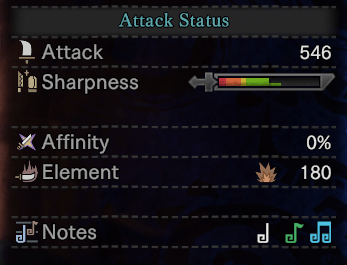 Attack Status
Attack 546
Sharpness
Affinity 0%
Element 180
Notes